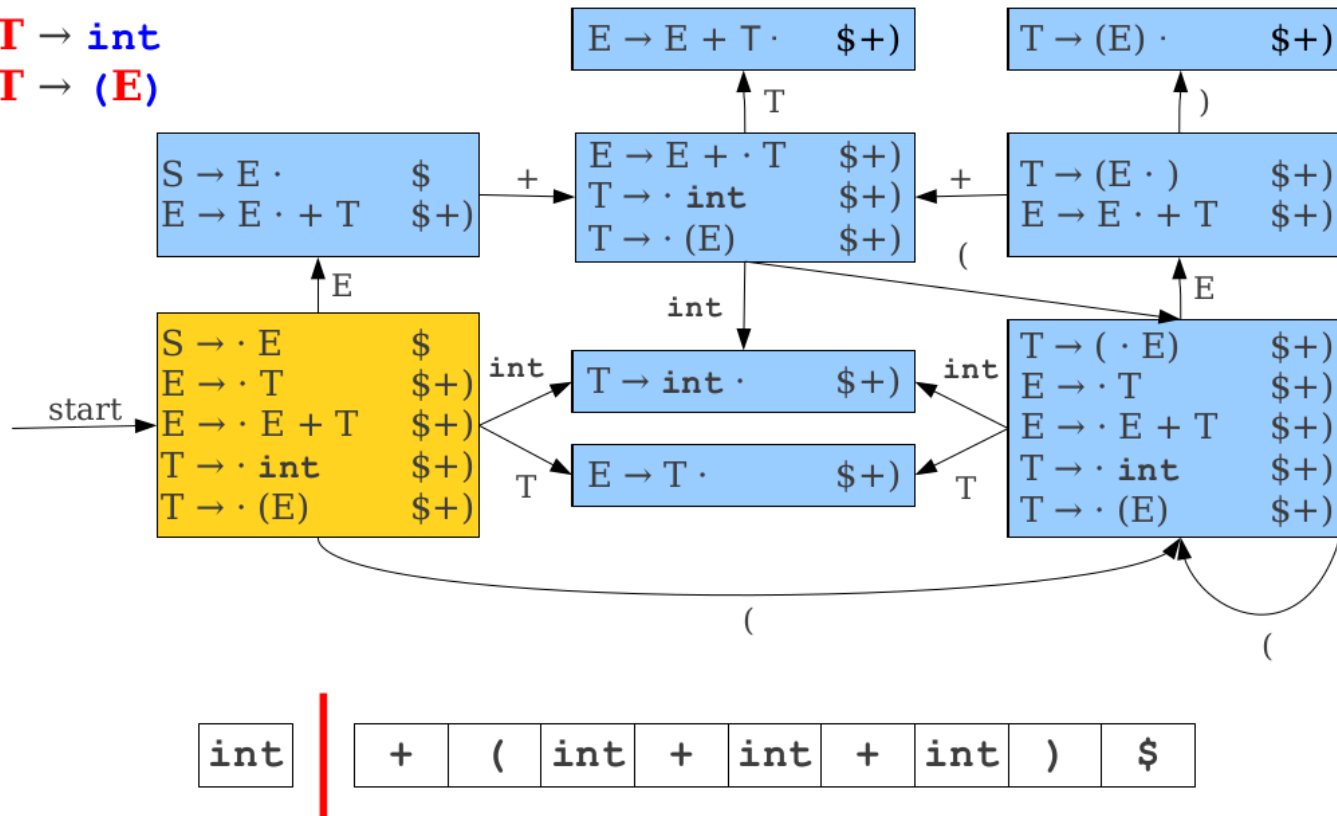 T → int
T → (E)
E → E + T · $+)
T → (E) · $+)
T
)
S → E · $
E → E · + T $+)
+
E → E + · T $+)
T → · int $+)
T → · (E) $+)
+
T → (E · ) $+)
E → E · + T $+)
(
E
int
E
S → · E $
E → · T $+)
E → · E + T $+)
T → · int $+)
T → · (E) $+)
start
int
T
T → int · $+)
E → T · $+)
int
T
T → ( · E) $+)
E → · T $+)
E → · E + T $+)
T → · int $+)
T → · (E) $+)
(
(
int + ( int + int + int ) $